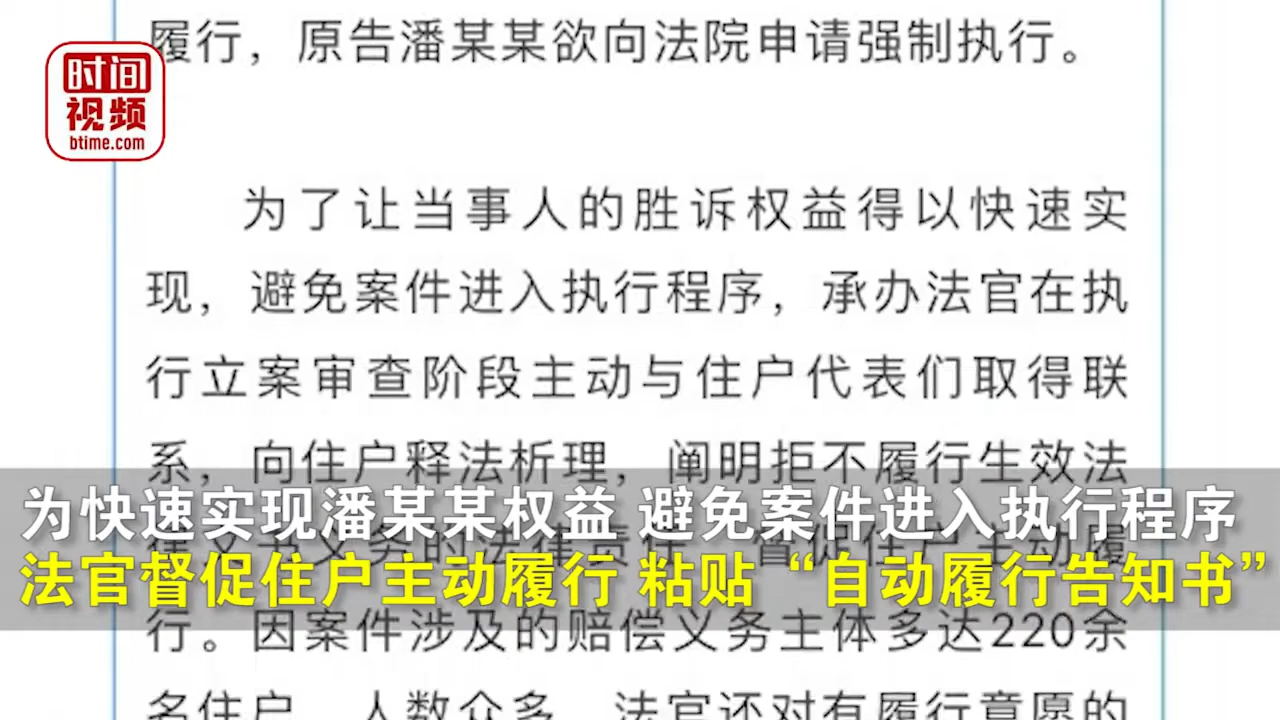 履行，原告潘某某欲向法院申请强制执行。
时间
视频
btime.com
为了让当事人的胜诉权益得以快速实
现，避免案件进入执行程序，承办法官在执
行立案审查阶段主动与住户代表们取得联
系，向住户释法析理，阐明拒不履行生效法
为快速实现潘某某权益 避免案件进入执行程序
法官督促住户主动履行 粘贴“自动履行告知书”
行。因案件涉及的赔偿义务主体多达220余
名住户，人数众多，法官还对有履行意愿的